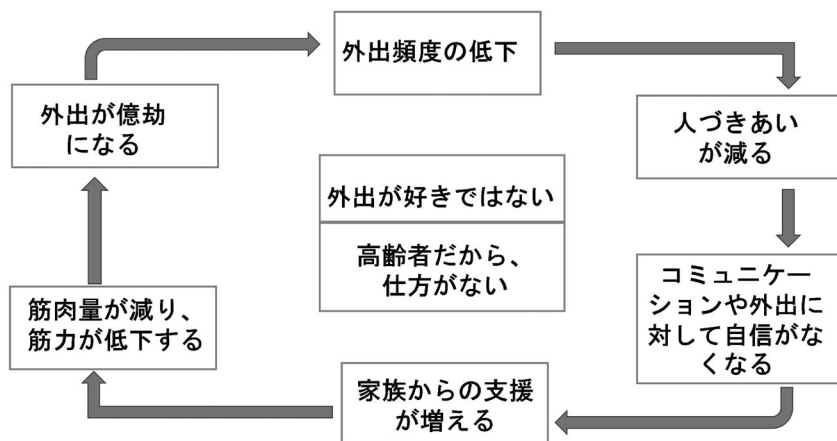 外出頻度の低下
人づきあい
が減る
コミュニケー
ションや外出に
対して自信がな
くなる
家族からの支援
が増える
筋肉量が減り、
筋力が低下する
外出が億劫
になる
外出が好きではない
高齢者だから、
仕方がない